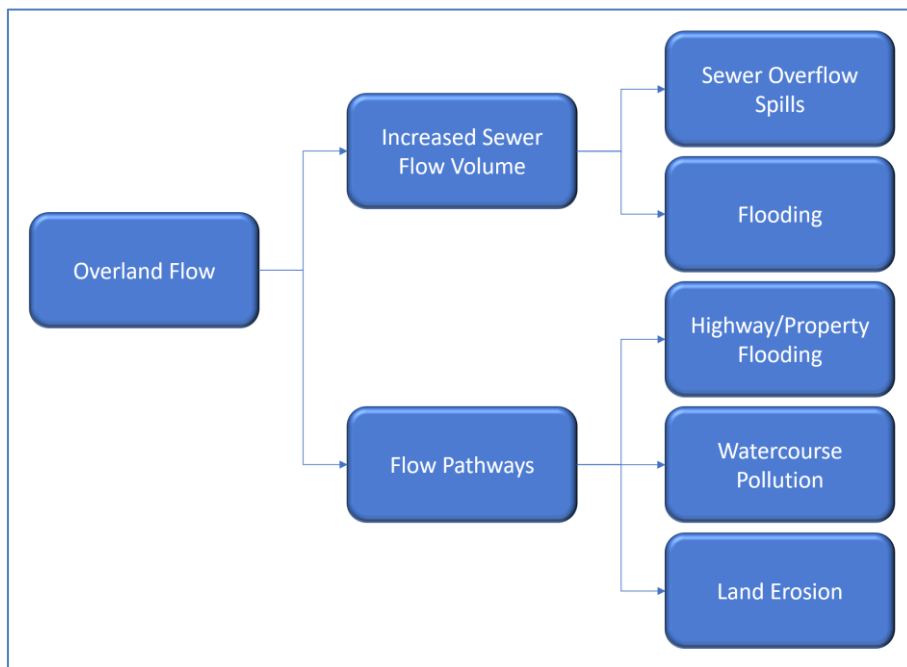 Overland Flow
Increased Sewer
Flow Volume
Flow Pathways
Sewer Overflow
Spills
Flooding
Highway/Property
Flooding
Watercourse
Pollution
Land Erosion